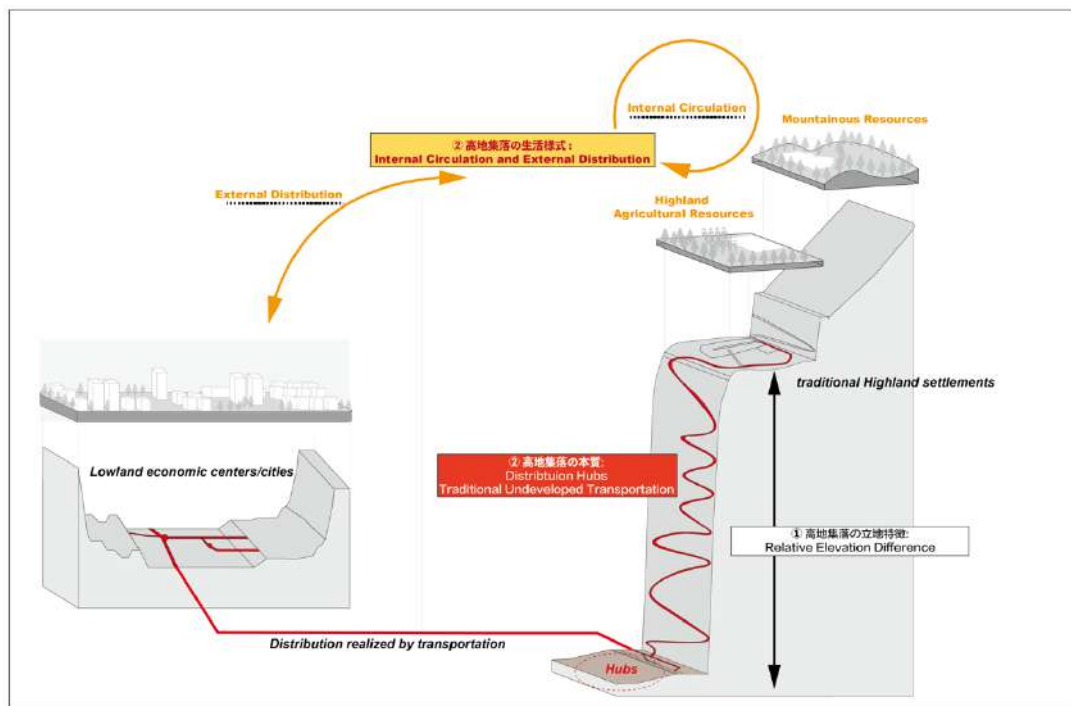 Internal Circulation
Mountainous Resources
② 高地集落の生活様式：
Internal Circulation and External Distribution
External Distribution
Highland
Agricultural Resources
traditional Highland settlements
Lowland economic centers/cities
② 高地集落の本質:
Distribtuion Hubs
Traditional Undeveloped Transportation
① 高地集落の立地特徴:
Relative Elevation Difference
Distribution realized by transportation
Hubs